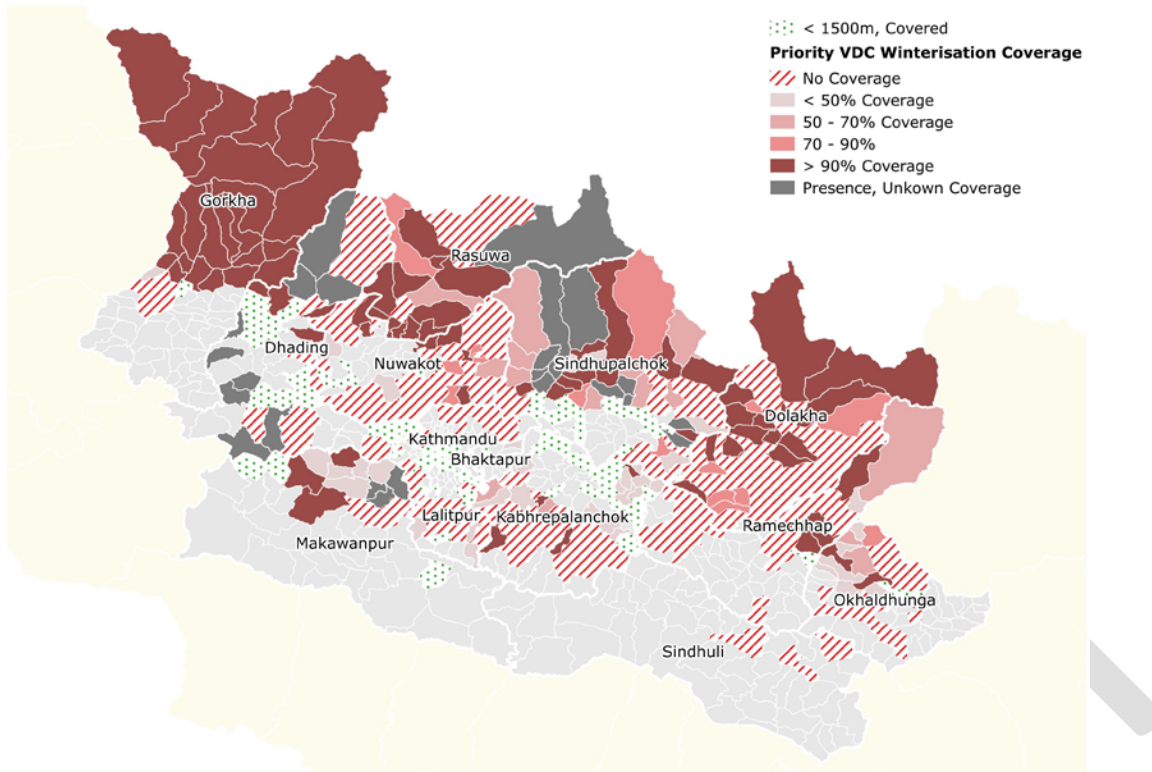 < 1500m, Covered
Priority VDC Winterisation Coverage
No Coverage
< 50% Coverage
50 - 70% Coverage
70 - 90%
> 90% Coverage
Presence, Unkown Coverage
Gorkha
Rasuwa
Dhading
Nuwakot
Sindhupalchok
Dolakha
Kathmandu
Bhaktapur
Lalitpur
Kabhrepalanchok
Ramechhap
Makawanpur
Okhaldhunga
Sindhuli